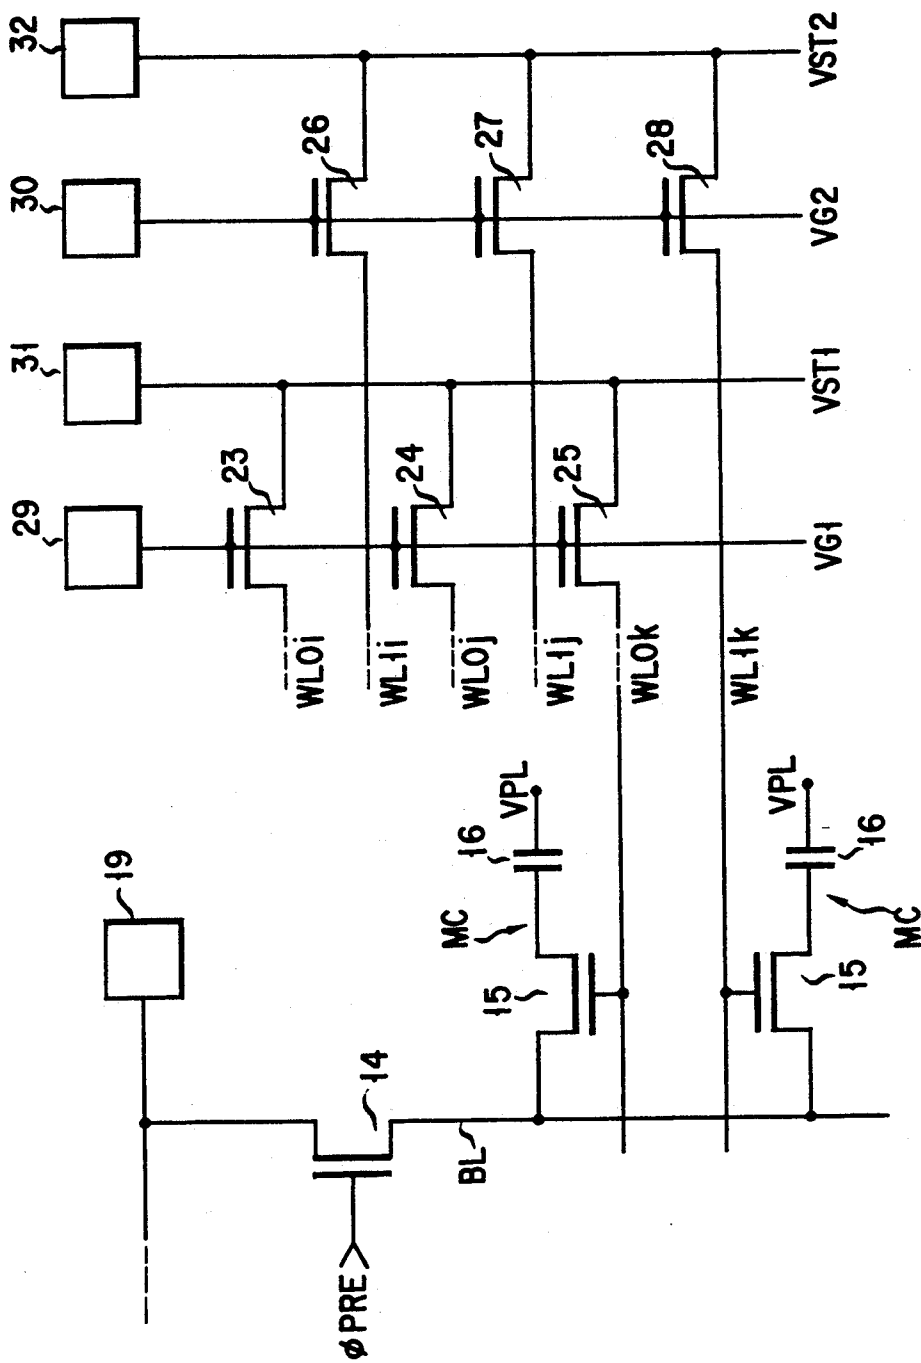 29
31
30
32
19
23
26
WL0i
øPRE
14
WL1i
24
MC
BL
16
WL0j
27
15
VPL
WL1j
25
WL0k
28
WL1k
VPL
VG1
VST1
VG2
VST2
15
16
MC